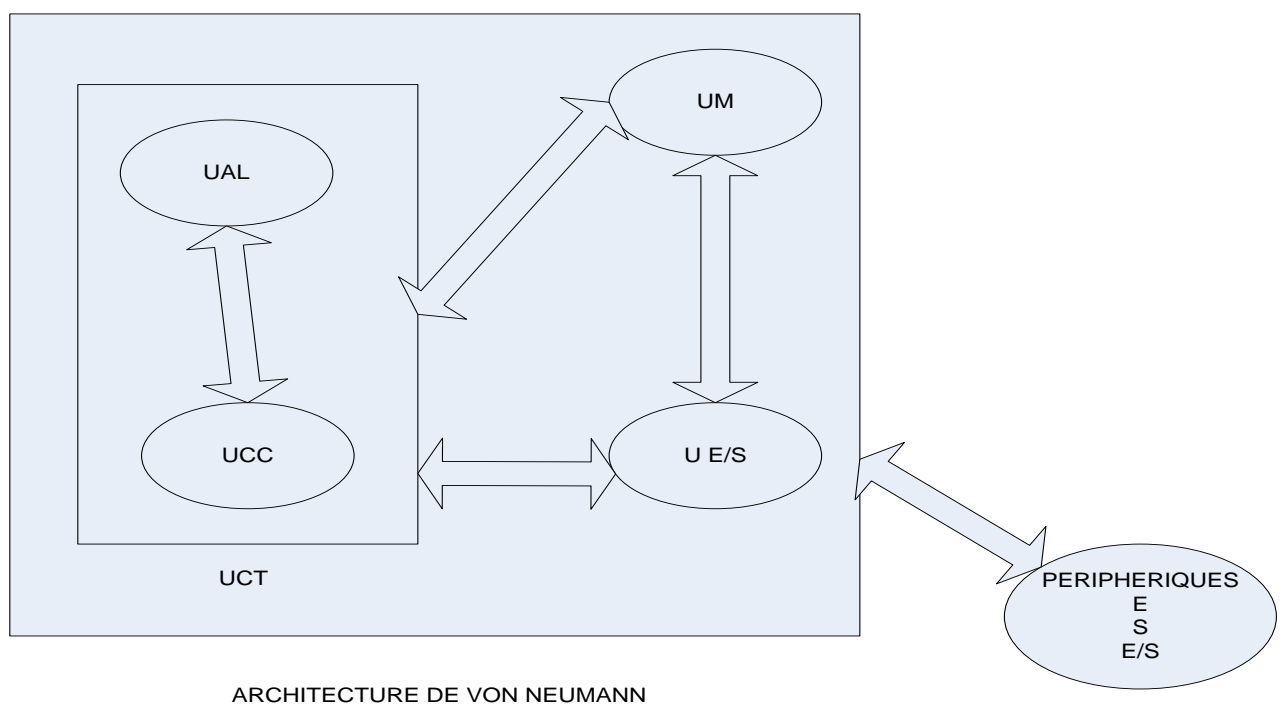 UM
UAL
UCC
U E/S
UCT
PERIPHERIQUES
E
S
E/S
ARCHITECTURE DE VON NEUMANN